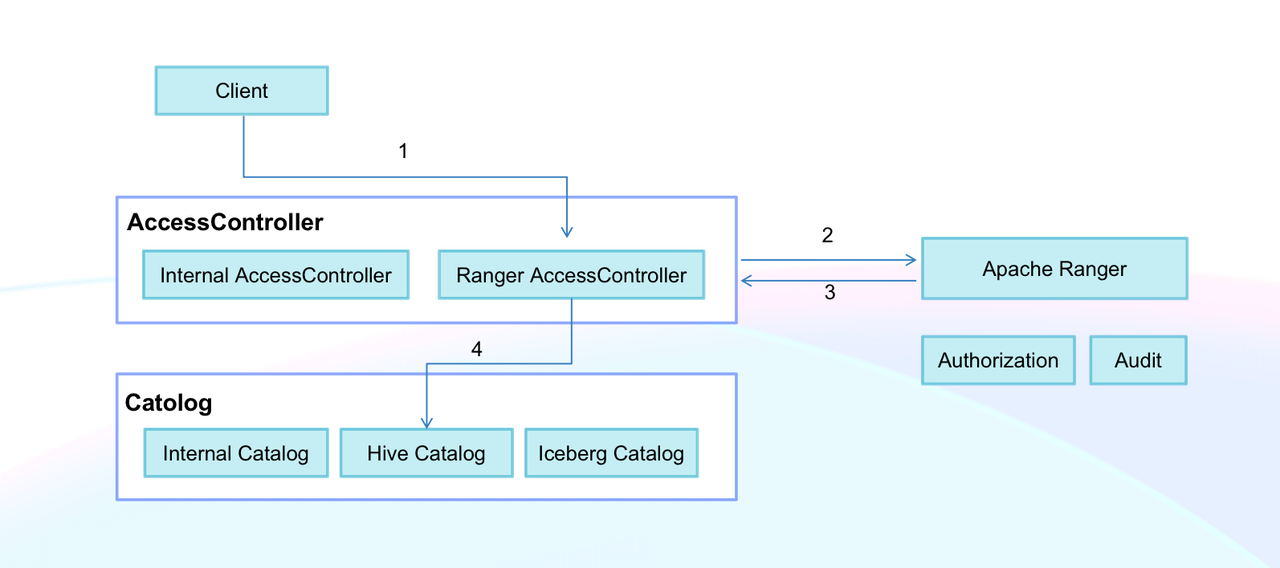 Client
1
AccessController
Internal AccessController
Ranger AccessController
2
3
Apache Ranger
Authorization
Audit
4
Catolog
Internal Catalog
Hive Catalog
Iceberg Catalog